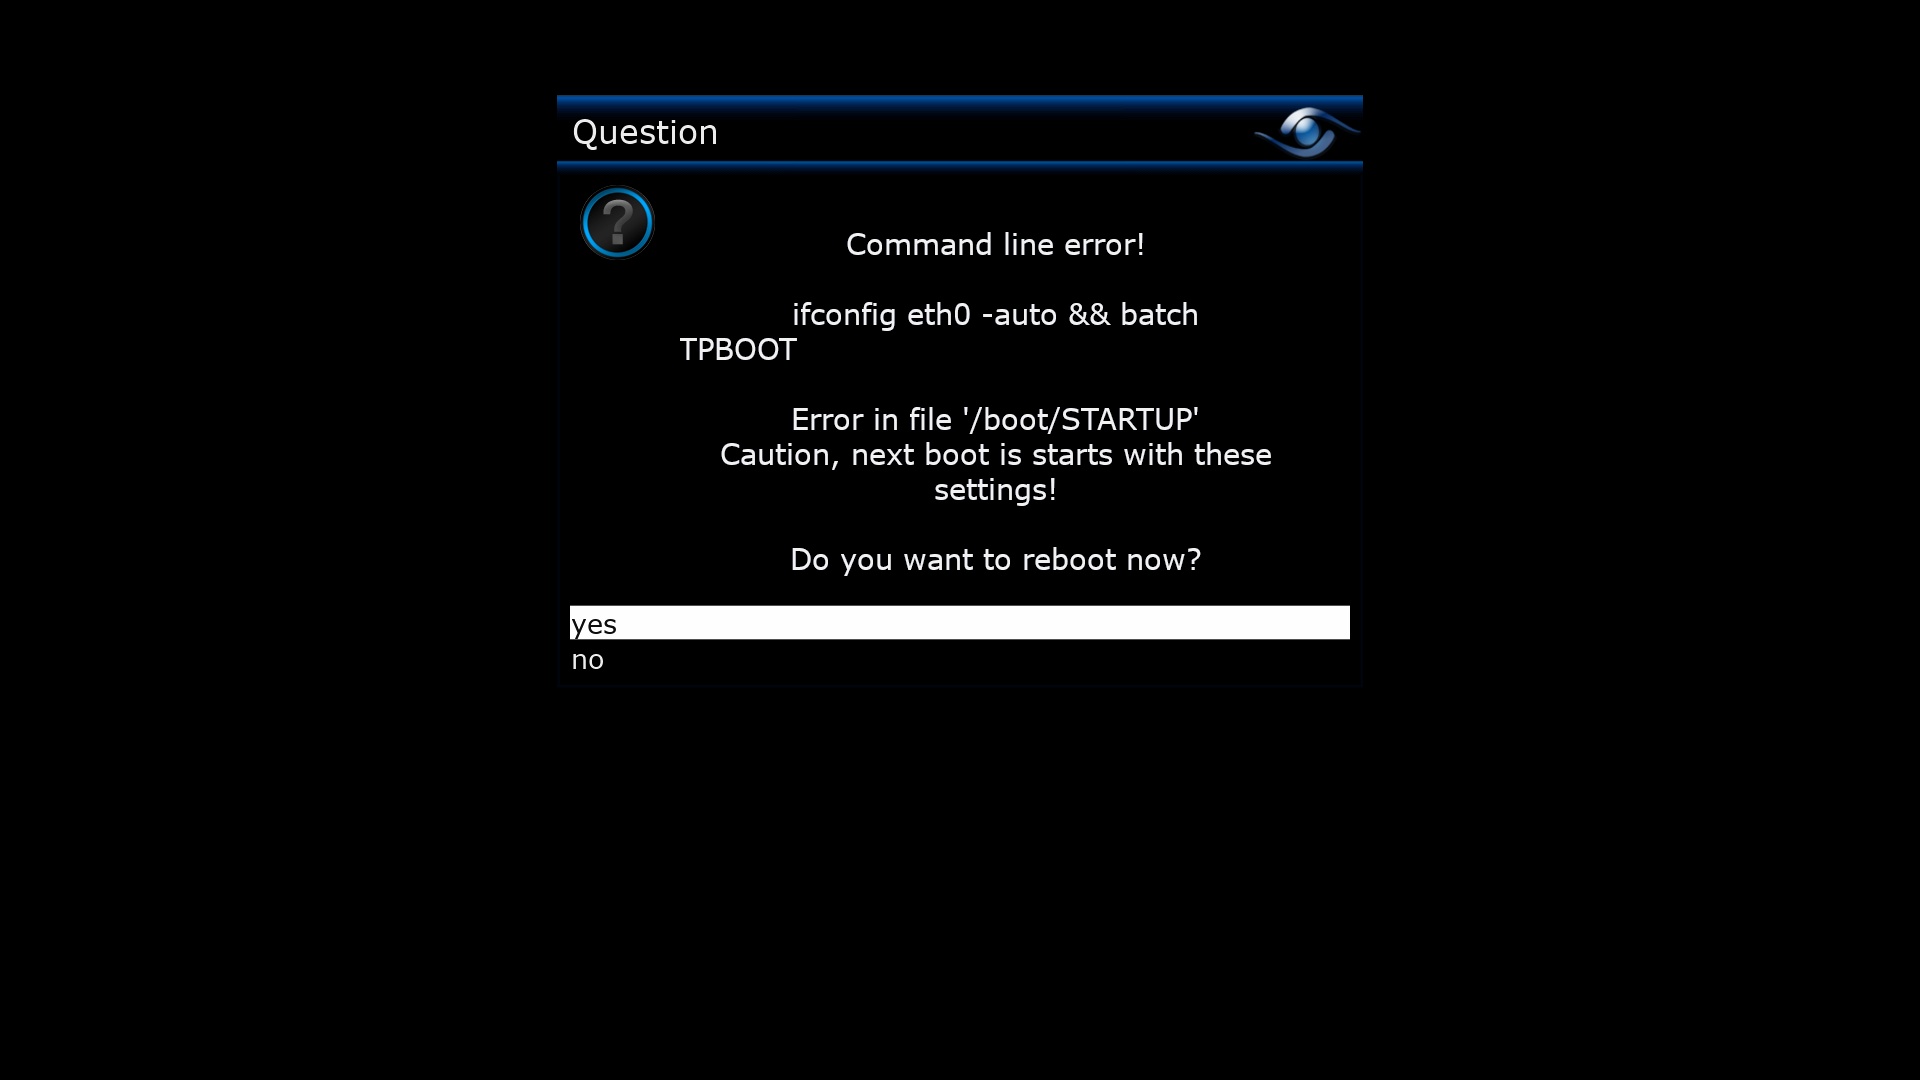 Question
Command line error!
ifconfig eth0 -auto && batch
TPBOOT
Error in file '/boot/STARTUP'
Caution, next boot is starts with these
settings!
Do you want to reboot now?
yes
no